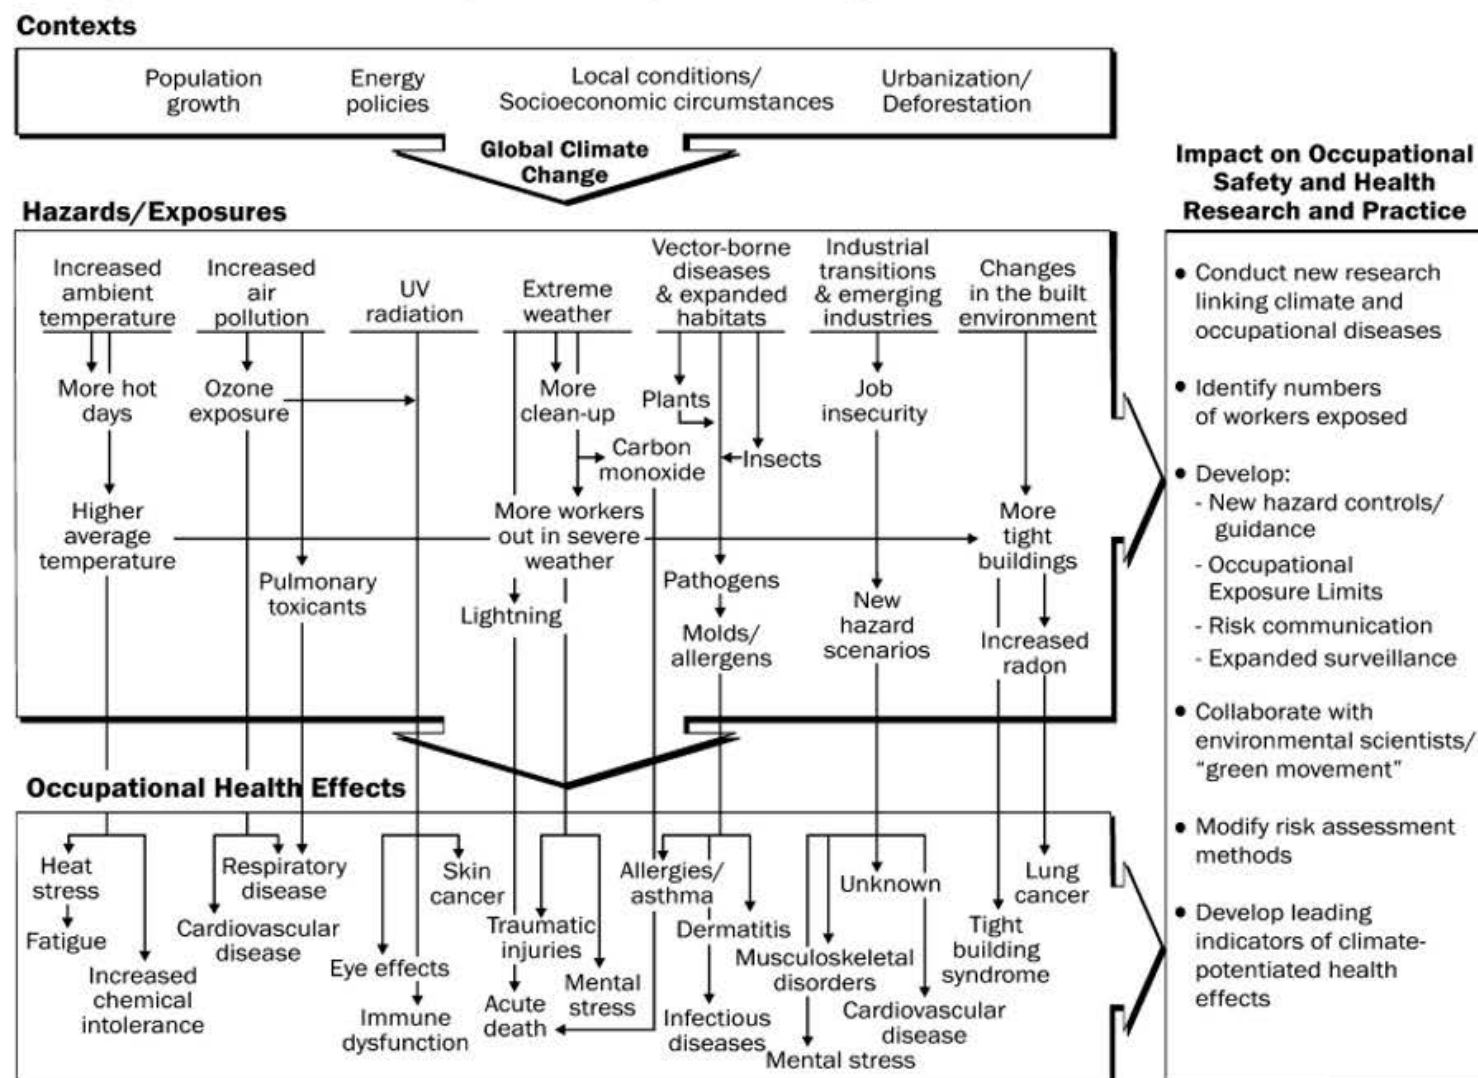 Contexts
Population
growth
Energy
policies
Local conditions/
Socioeconomic circumstances
Urbanization/
Deforestation
Global Climate
Change
Hazards/Exposures
Increased
ambient
temperature
Increased
air
pollution
UV
radiation
Extreme
weather
Vector-borne
diseases
& expanded
habitats
Industrial
transitions
& emerging
industries
Changes
in the built
environment
More hot
days
Ozone
exposure
More
clean-up
Plants
Job
insecurity
Carbon
monoxide
Insects
Higher
average
temperature
More workers
out in severe
weather
More
tight
buildings
Pulmonary
toxicants
Lightning
Pathogens
Molds/
allergens
New
hazard
scenarios
Increased
radon
Occupational Health Effects
Heat
stress
Fatigue
Increased
chemical
intolerance
Respiratory
disease
Cardiovascular
disease
Skin
cancer
Eye effects
Immune
dysfunction
Traumatic
injuries
Acute
death
Mental
stress
Allergies/
asthma
Dermatitis
Infectious
diseases
Musculoskeletal
disorders
Mental stress
Unknown
Cardiovascular
disease
Tight
building
syndrome
Lung
cancer
Impact on Occupational
Safety and Health
Research and Practice
• Conduct new research
linking climate and
occupational diseases
• Identify numbers
of workers exposed
• Develop:
- New hazard controls/
guidance
- Occupational
Exposure Limits
- Risk communication
- Expanded surveillance
• Collaborate with
environmental scientists/
“green movement”
• Modify risk assessment
methods
• Develop leading
indicators of climate-
potentiated health
effects